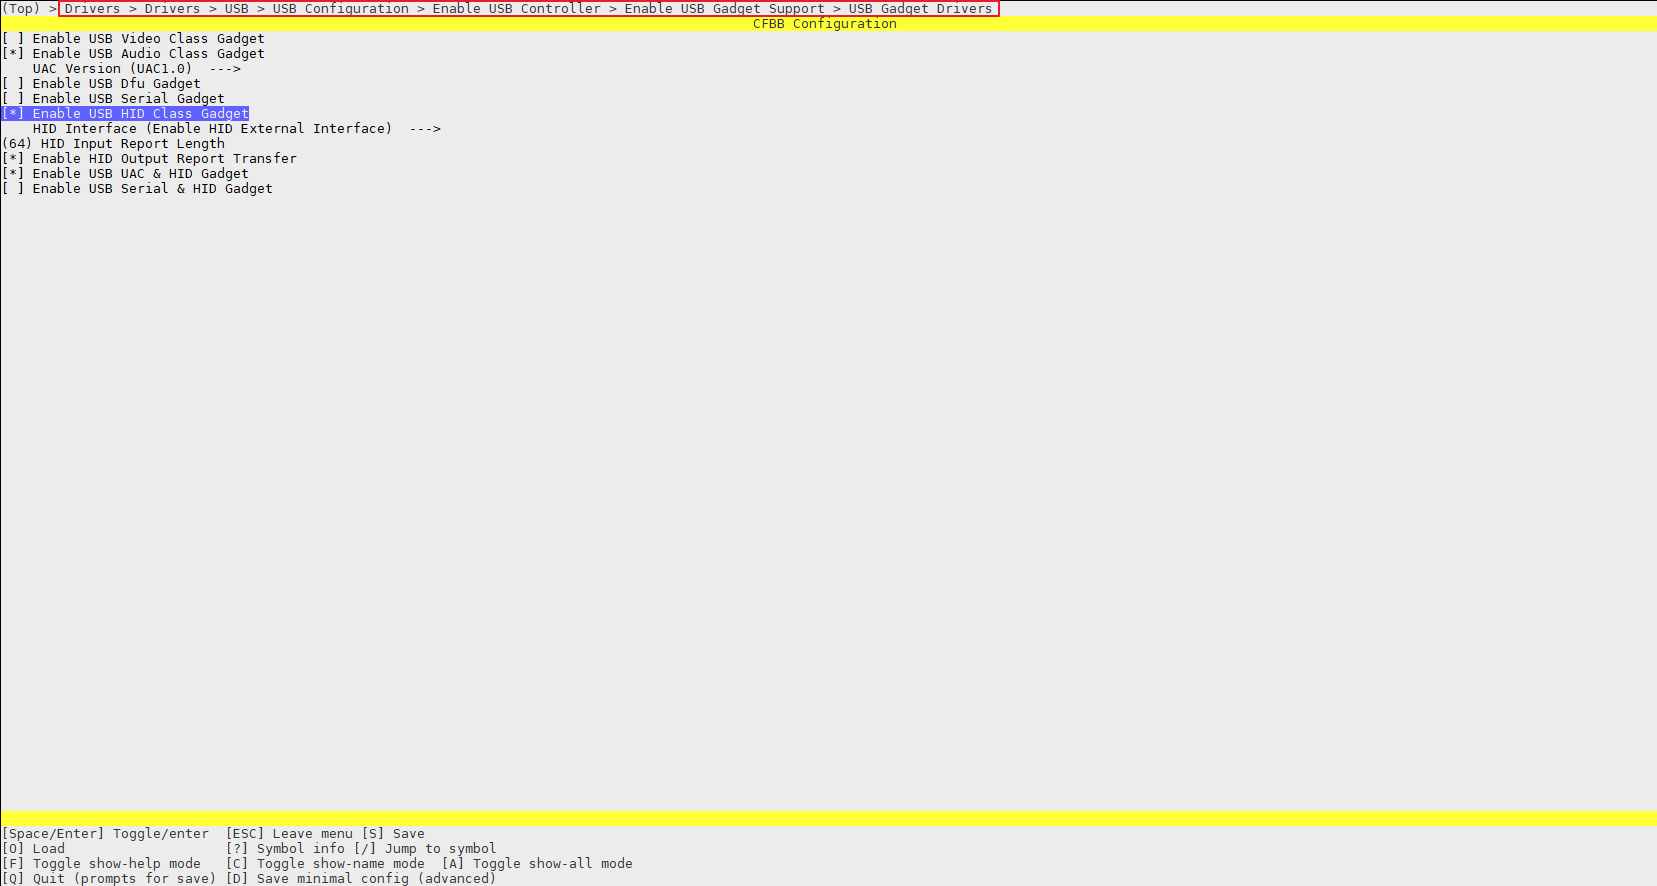 (Top) > Drivers > Drivers > USB > USB Configuration > Enable USB Controller > Enable USB Gadget Support > USB Gadget Drivers
CFBB Configuration
[ ] Enable USB Video Class Gadget
[*] Enable USB Audio Class Gadget
    UAC Version (UAC1.0)  --->
[ ] Enable USB Dfu Gadget
[ ] Enable USB Serial Gadget
[*] Enable USB HID Class Gadget
    HID Interface (Enable HID External Interface)  --->
(64) HID Input Report Length
[*] Enable HID Output Report Transfer
[*] Enable USB UAC & HID Gadget
[ ] Enable USB Serial & HID Gadget
[Space/Enter] Toggle/enter  [ESC] Leave menu [S] Save
[O] Load                    [?] Symbol info [/] Jump to symbol
[F] Toggle show-help mode   [C] Toggle show-name mode  [A] Toggle show-all mode
[Q] Quit (prompts for save) [D] Save minimal config (advanced)